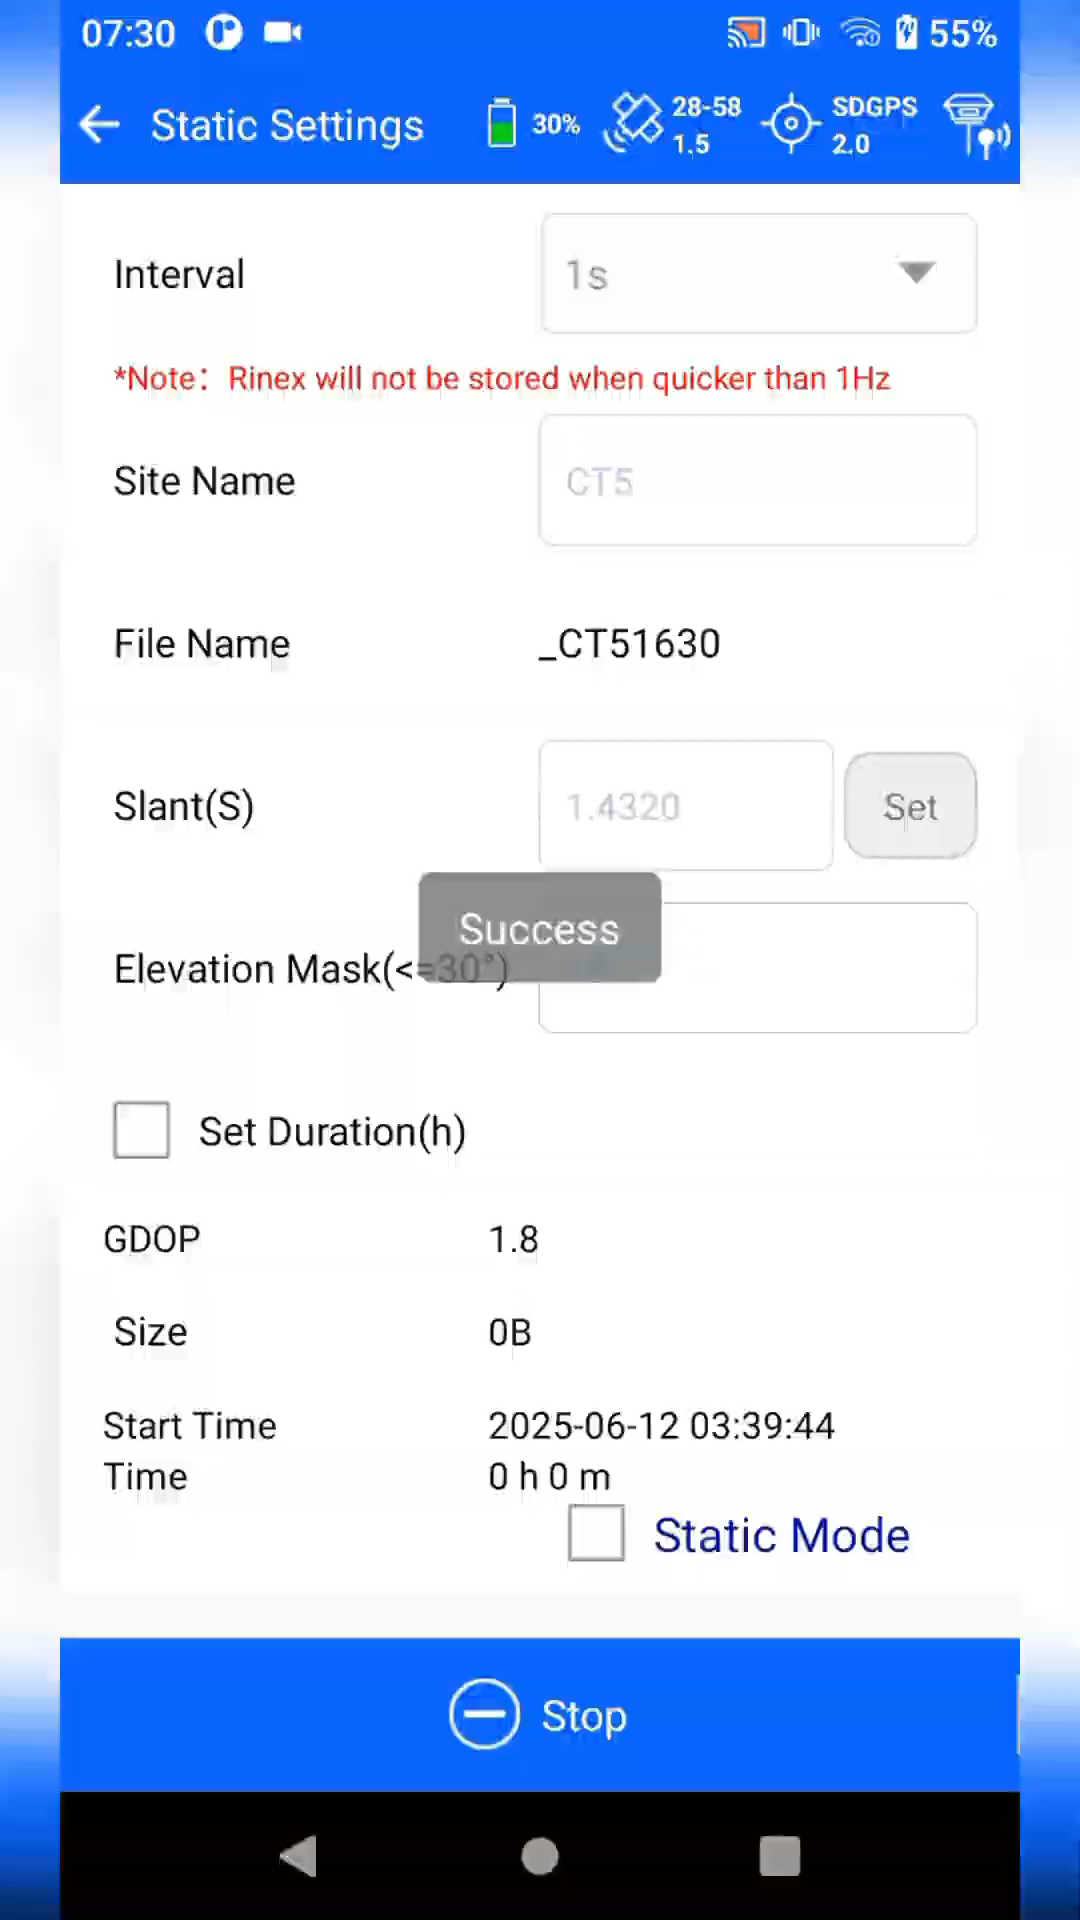 07:30 55%
Static Settings 30% 28-58 1.5 SDGPS 2.0
Interval 1s
*Note：Rinex will not be stored when quicker than 1Hz
Site Name CT5
File Name _CT51630
Slant(S) 1.4320 Set
Success
Elevation Mask(<=30°)
Set Duration(h)
GDOP 1.8
Size 0B
Start Time 2025-06-12 03:39:44
Time 0 h 0 m
Static Mode
Stop